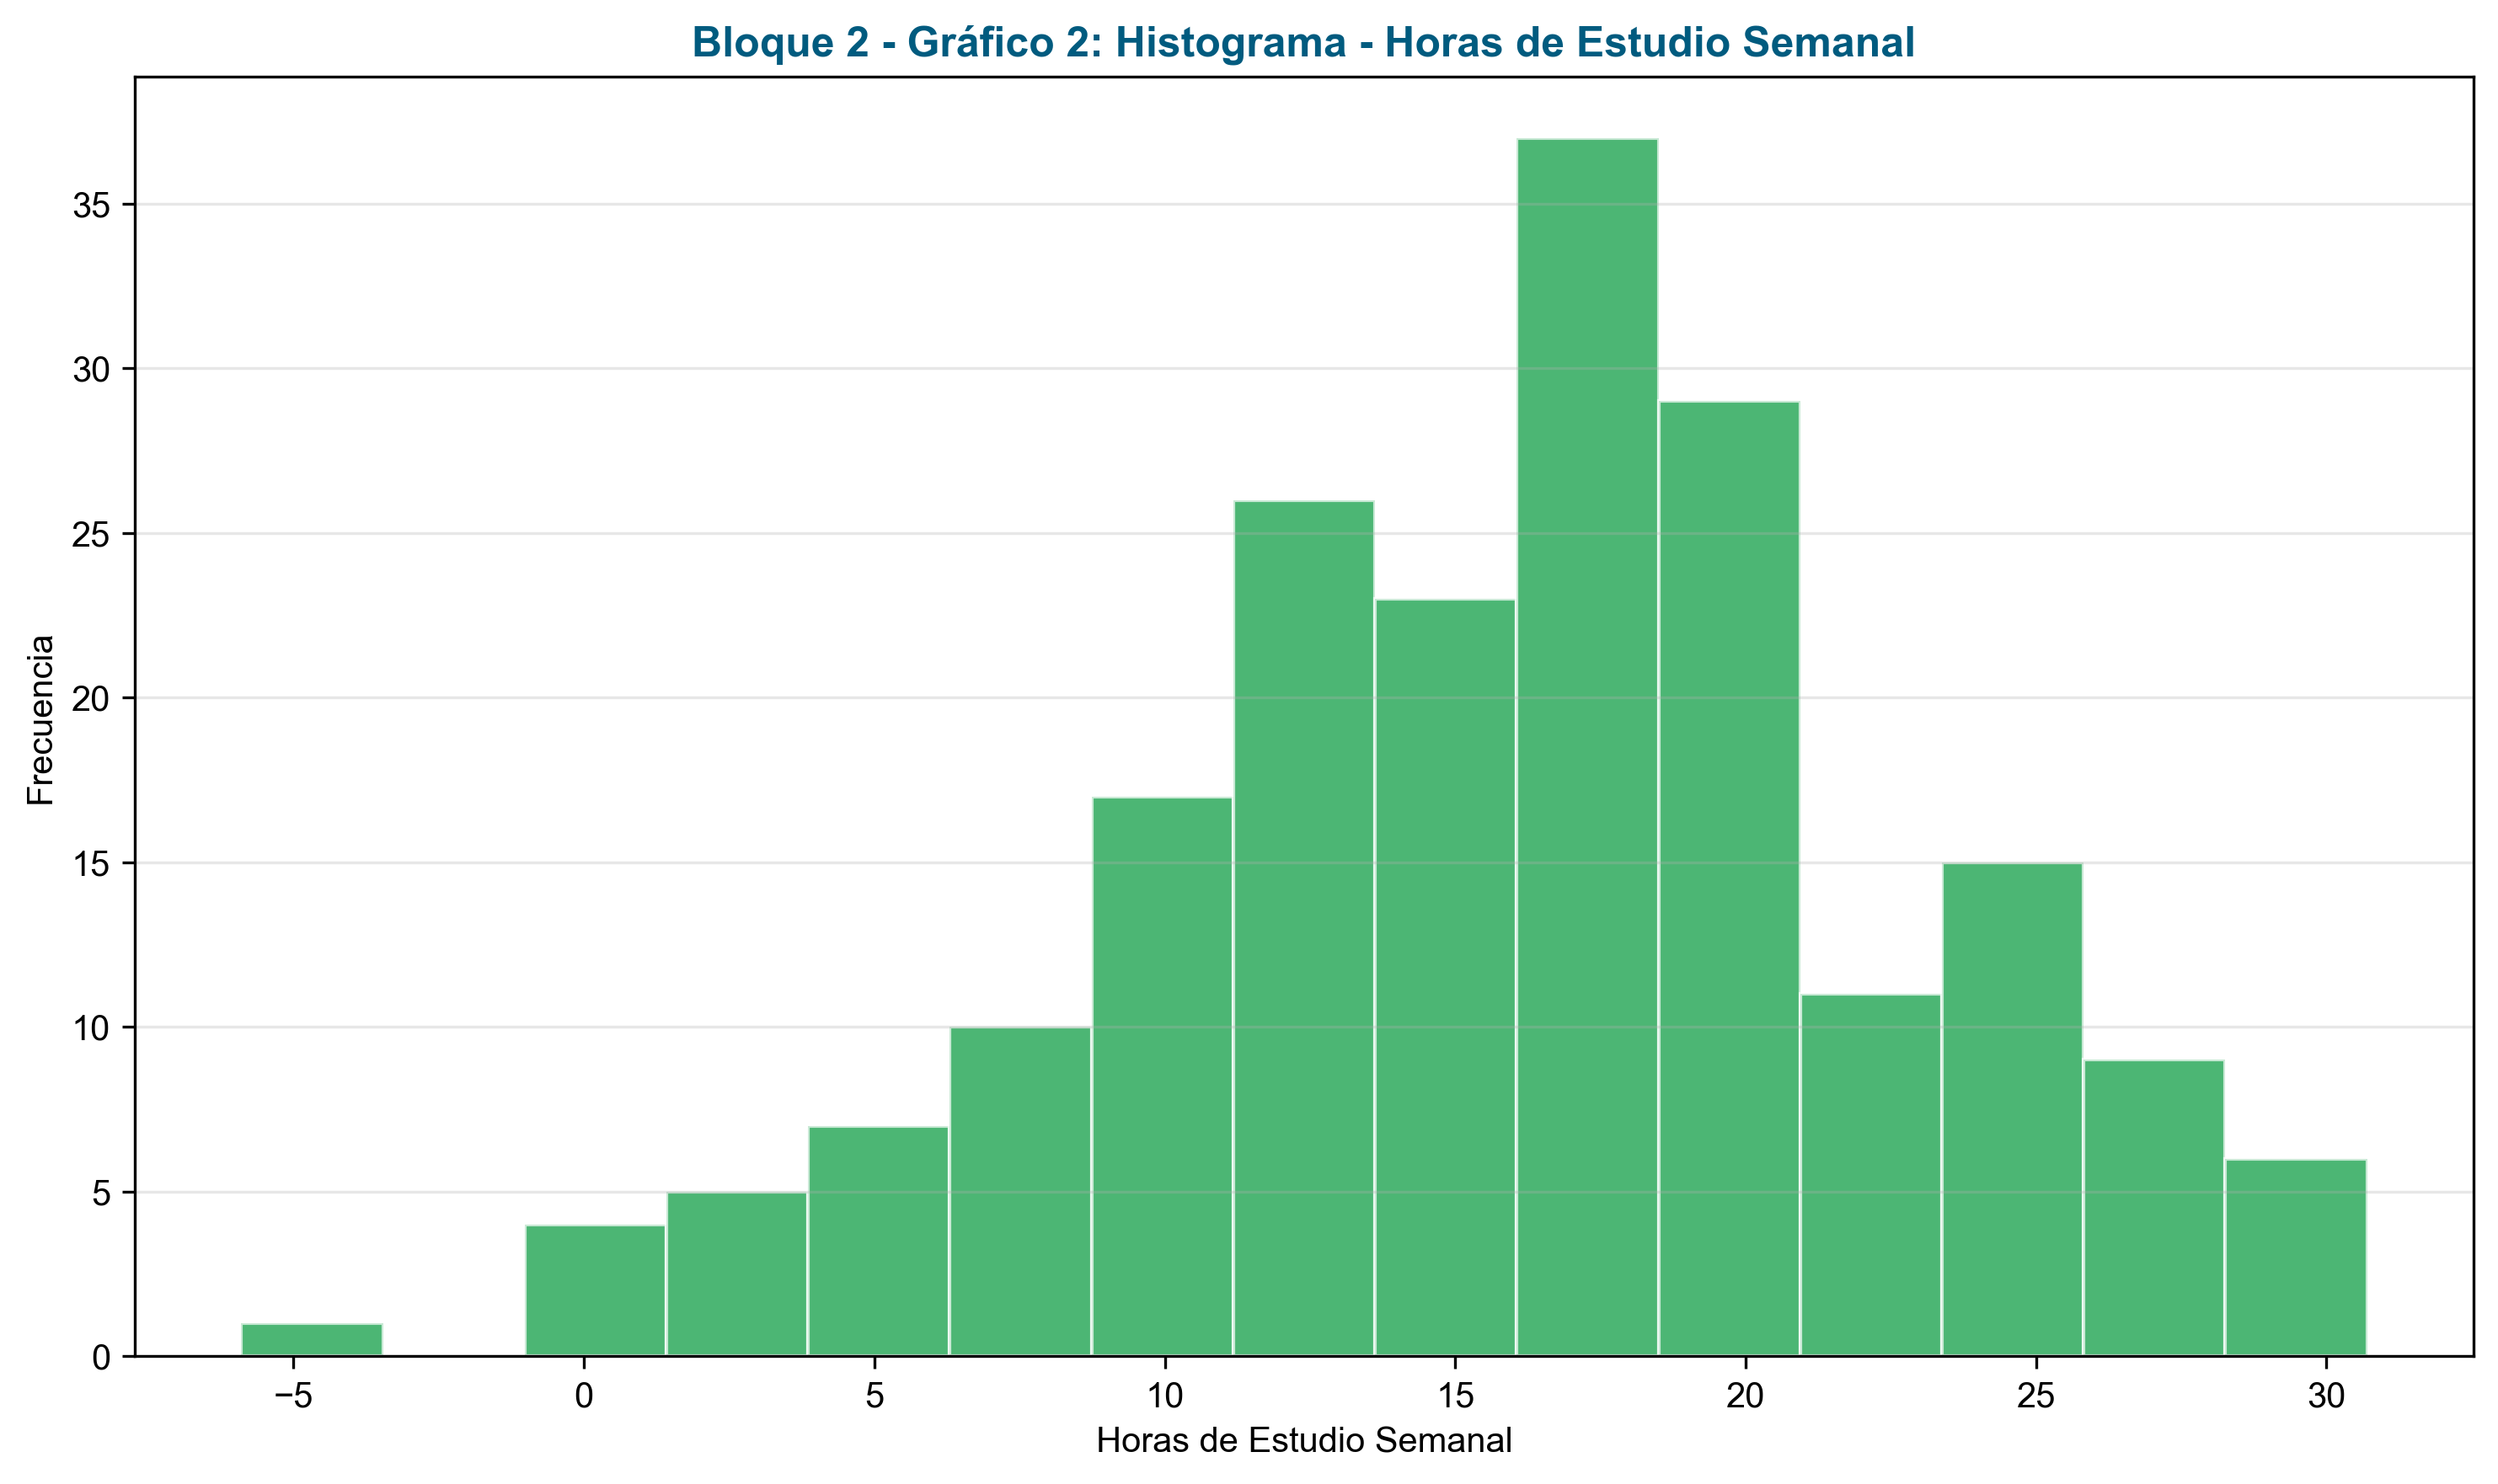 Bloque 2 - Gráfico 2: Histograma - Horas de Estudio Semanal
Frecuencia
35
30
25
20
15
10
5
0
−5 0 5 10 15 20 25 30
Horas de Estudio Semanal